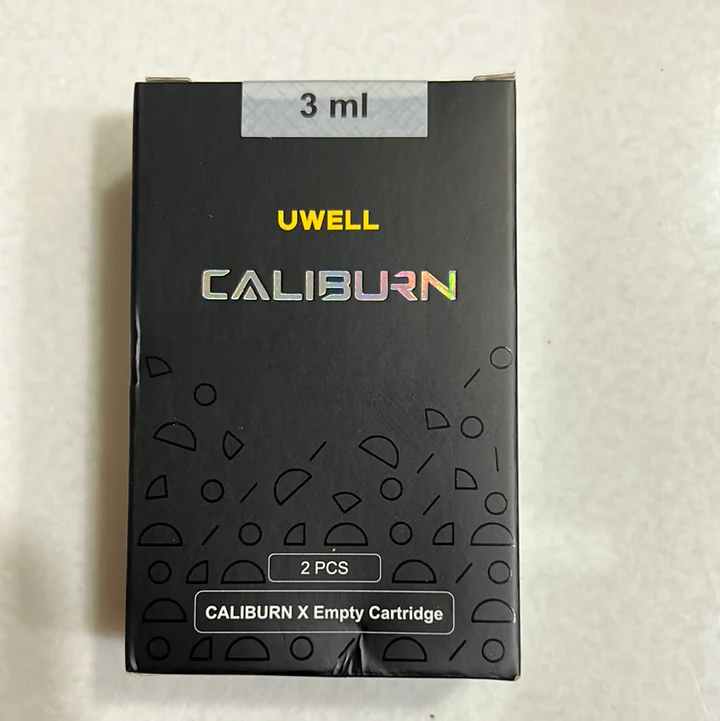 3 ml
UWELL
CALIBURN
2 PCS
CALIBURN X Empty Cartridge